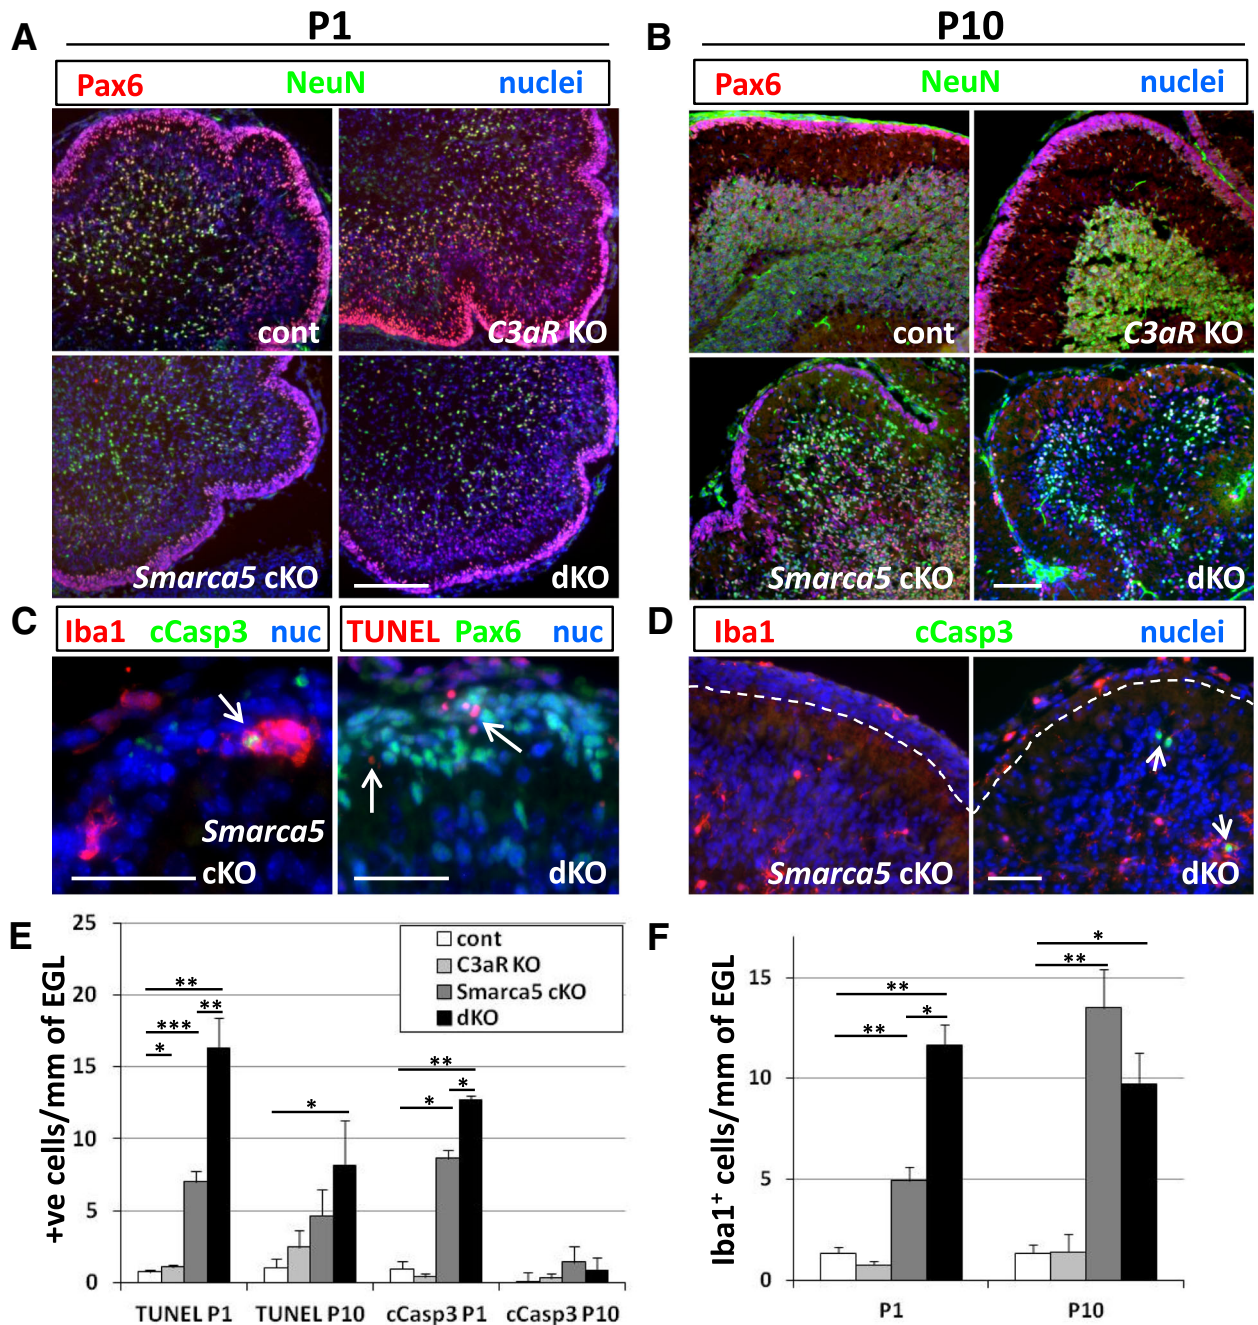 A P1
Pax6 NeuN nuclei
cont C3aR KO
Smarca5 cKO dKO
B P10
Pax6 NeuN nuclei
cont C3aR KO
Smarca5 cKO dKO
C Iba1 cCasp3 nuc TUNEL Pax6 nuc
Smarca5
cKO dKO
D Iba1 cCasp3 nuclei
Smarca5 cKO dKO
E
+ve cells/mm of EGL
25
20
15
10
5
0
cont
C3aR KO
Smarca5 cKO
dKO
** ** *** *
*
** * *
TUNEL P1 TUNEL P10 cCasp3 P1 cCasp3 P10
F
Iba1+ cells/mm of EGL
15
10
5
0
** * **
* **
P1 P10